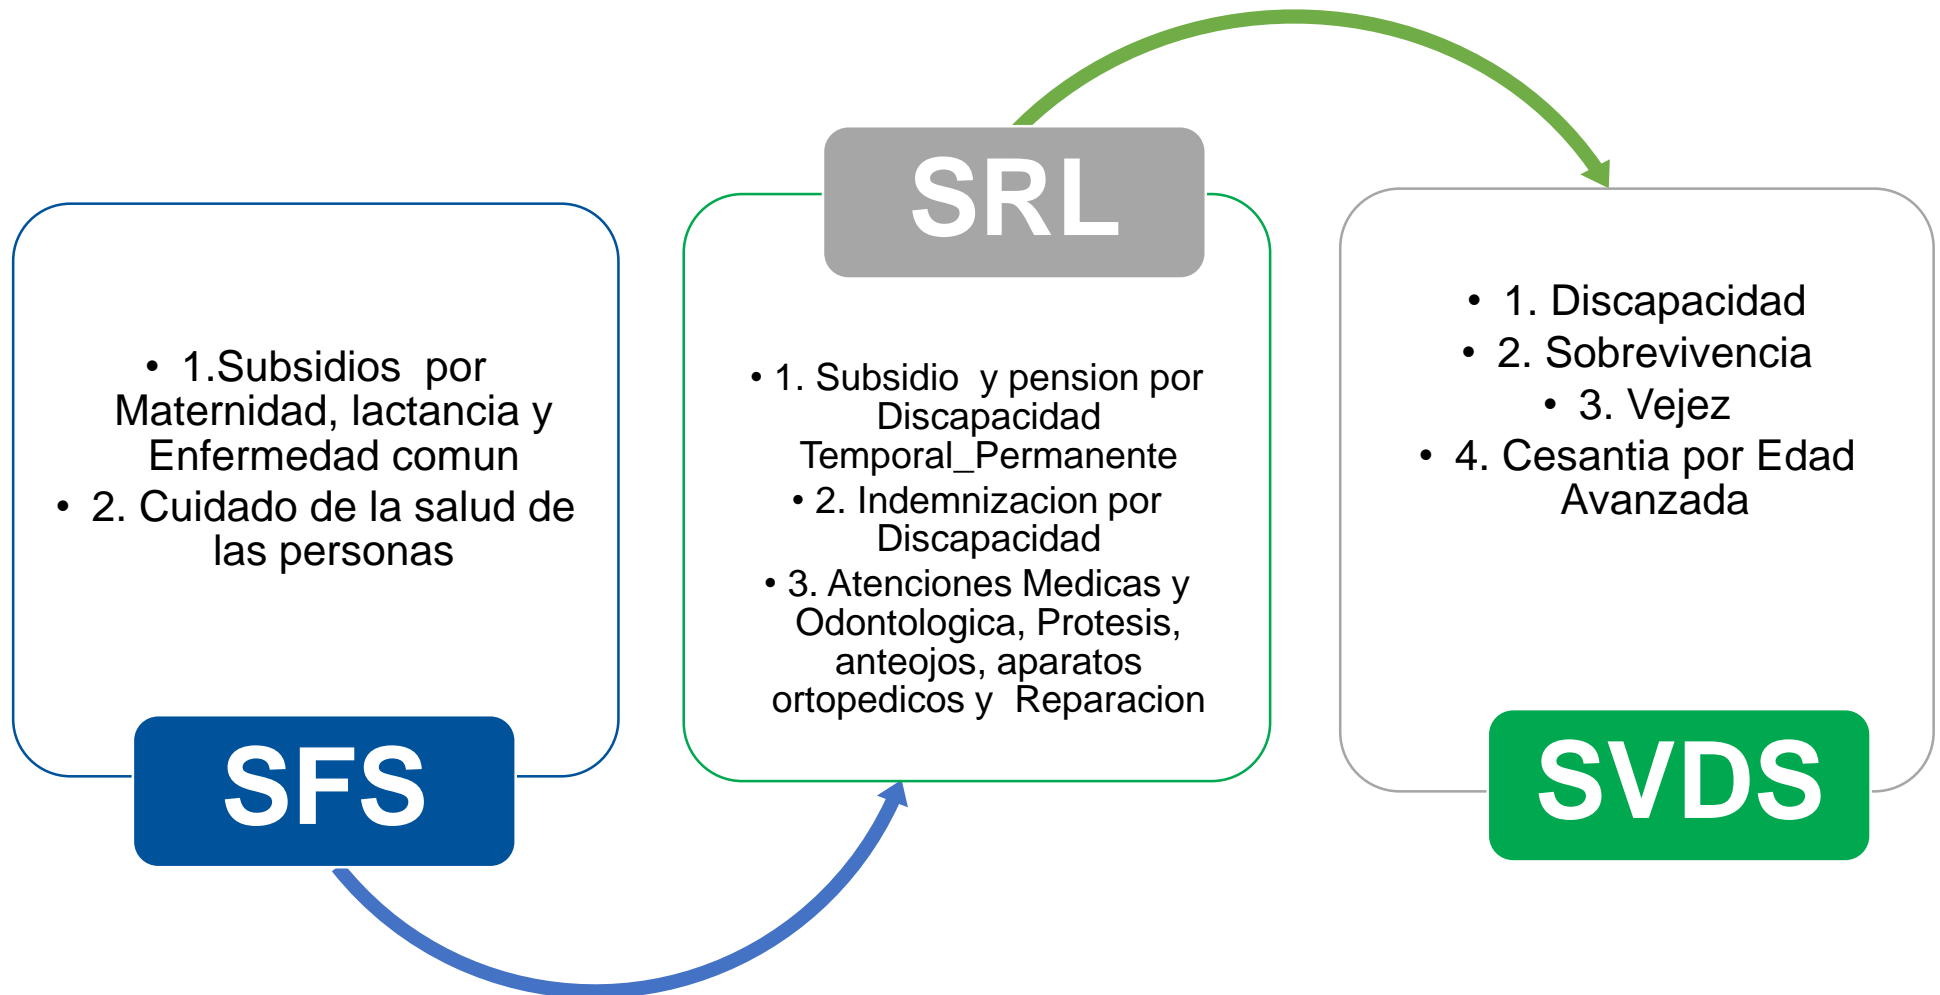 • 1.Subsidios por
Maternidad, lactancia y
Enfermedad comun
• 2. Cuidado de la salud de
las personas
SFS
SRL
• 1. Subsidio y pension por
Discapacidad
Temporal_Permanente
• 2. Indemnizacion por
Discapacidad
• 3. Atenciones Medicas y
Odontologica, Protesis,
anteojos, aparatos
ortopedicos y Reparacion
• 1. Discapacidad
• 2. Sobrevivencia
• 3. Vejez
• 4. Cesantia por Edad
Avanzada
SVDS